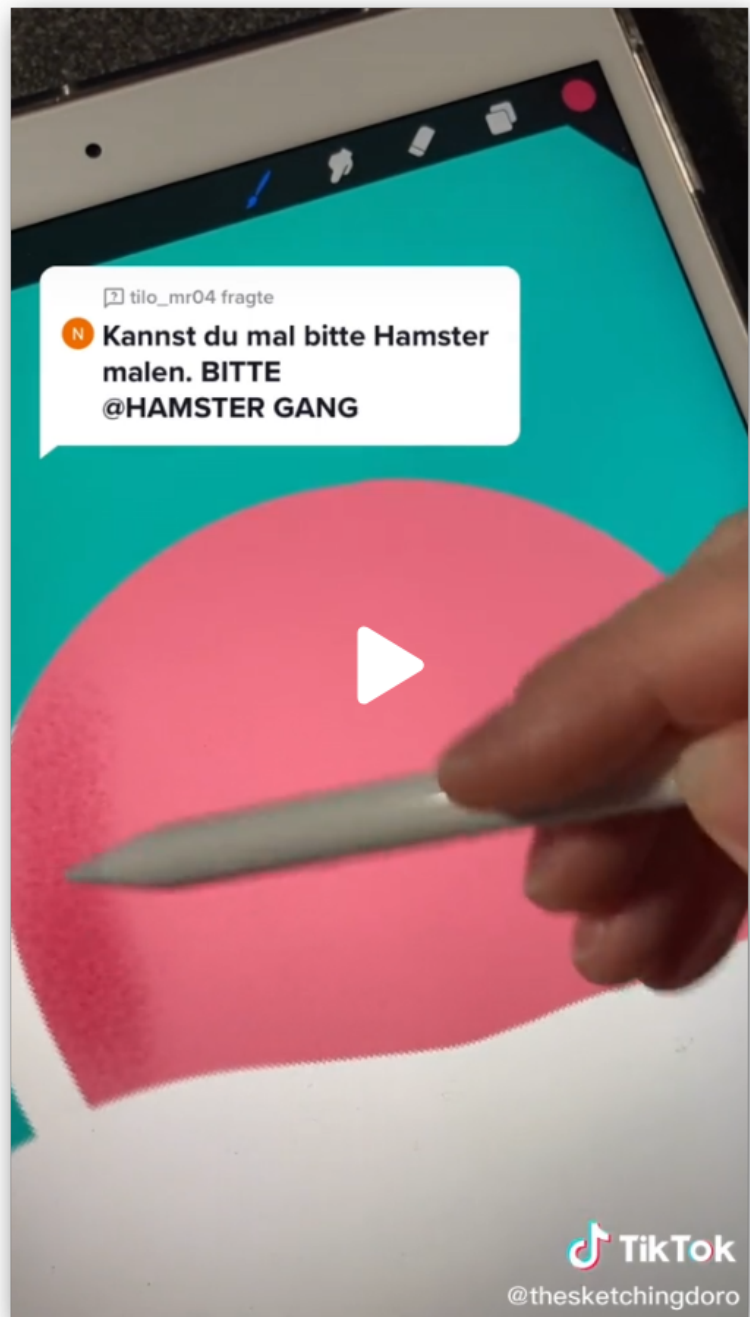 tilo_mr04 fragte
N
Kannst du mal bitte Hamster
malen. BITTE
@HAMSTER GANG
TikTok
@thesketchingdoro